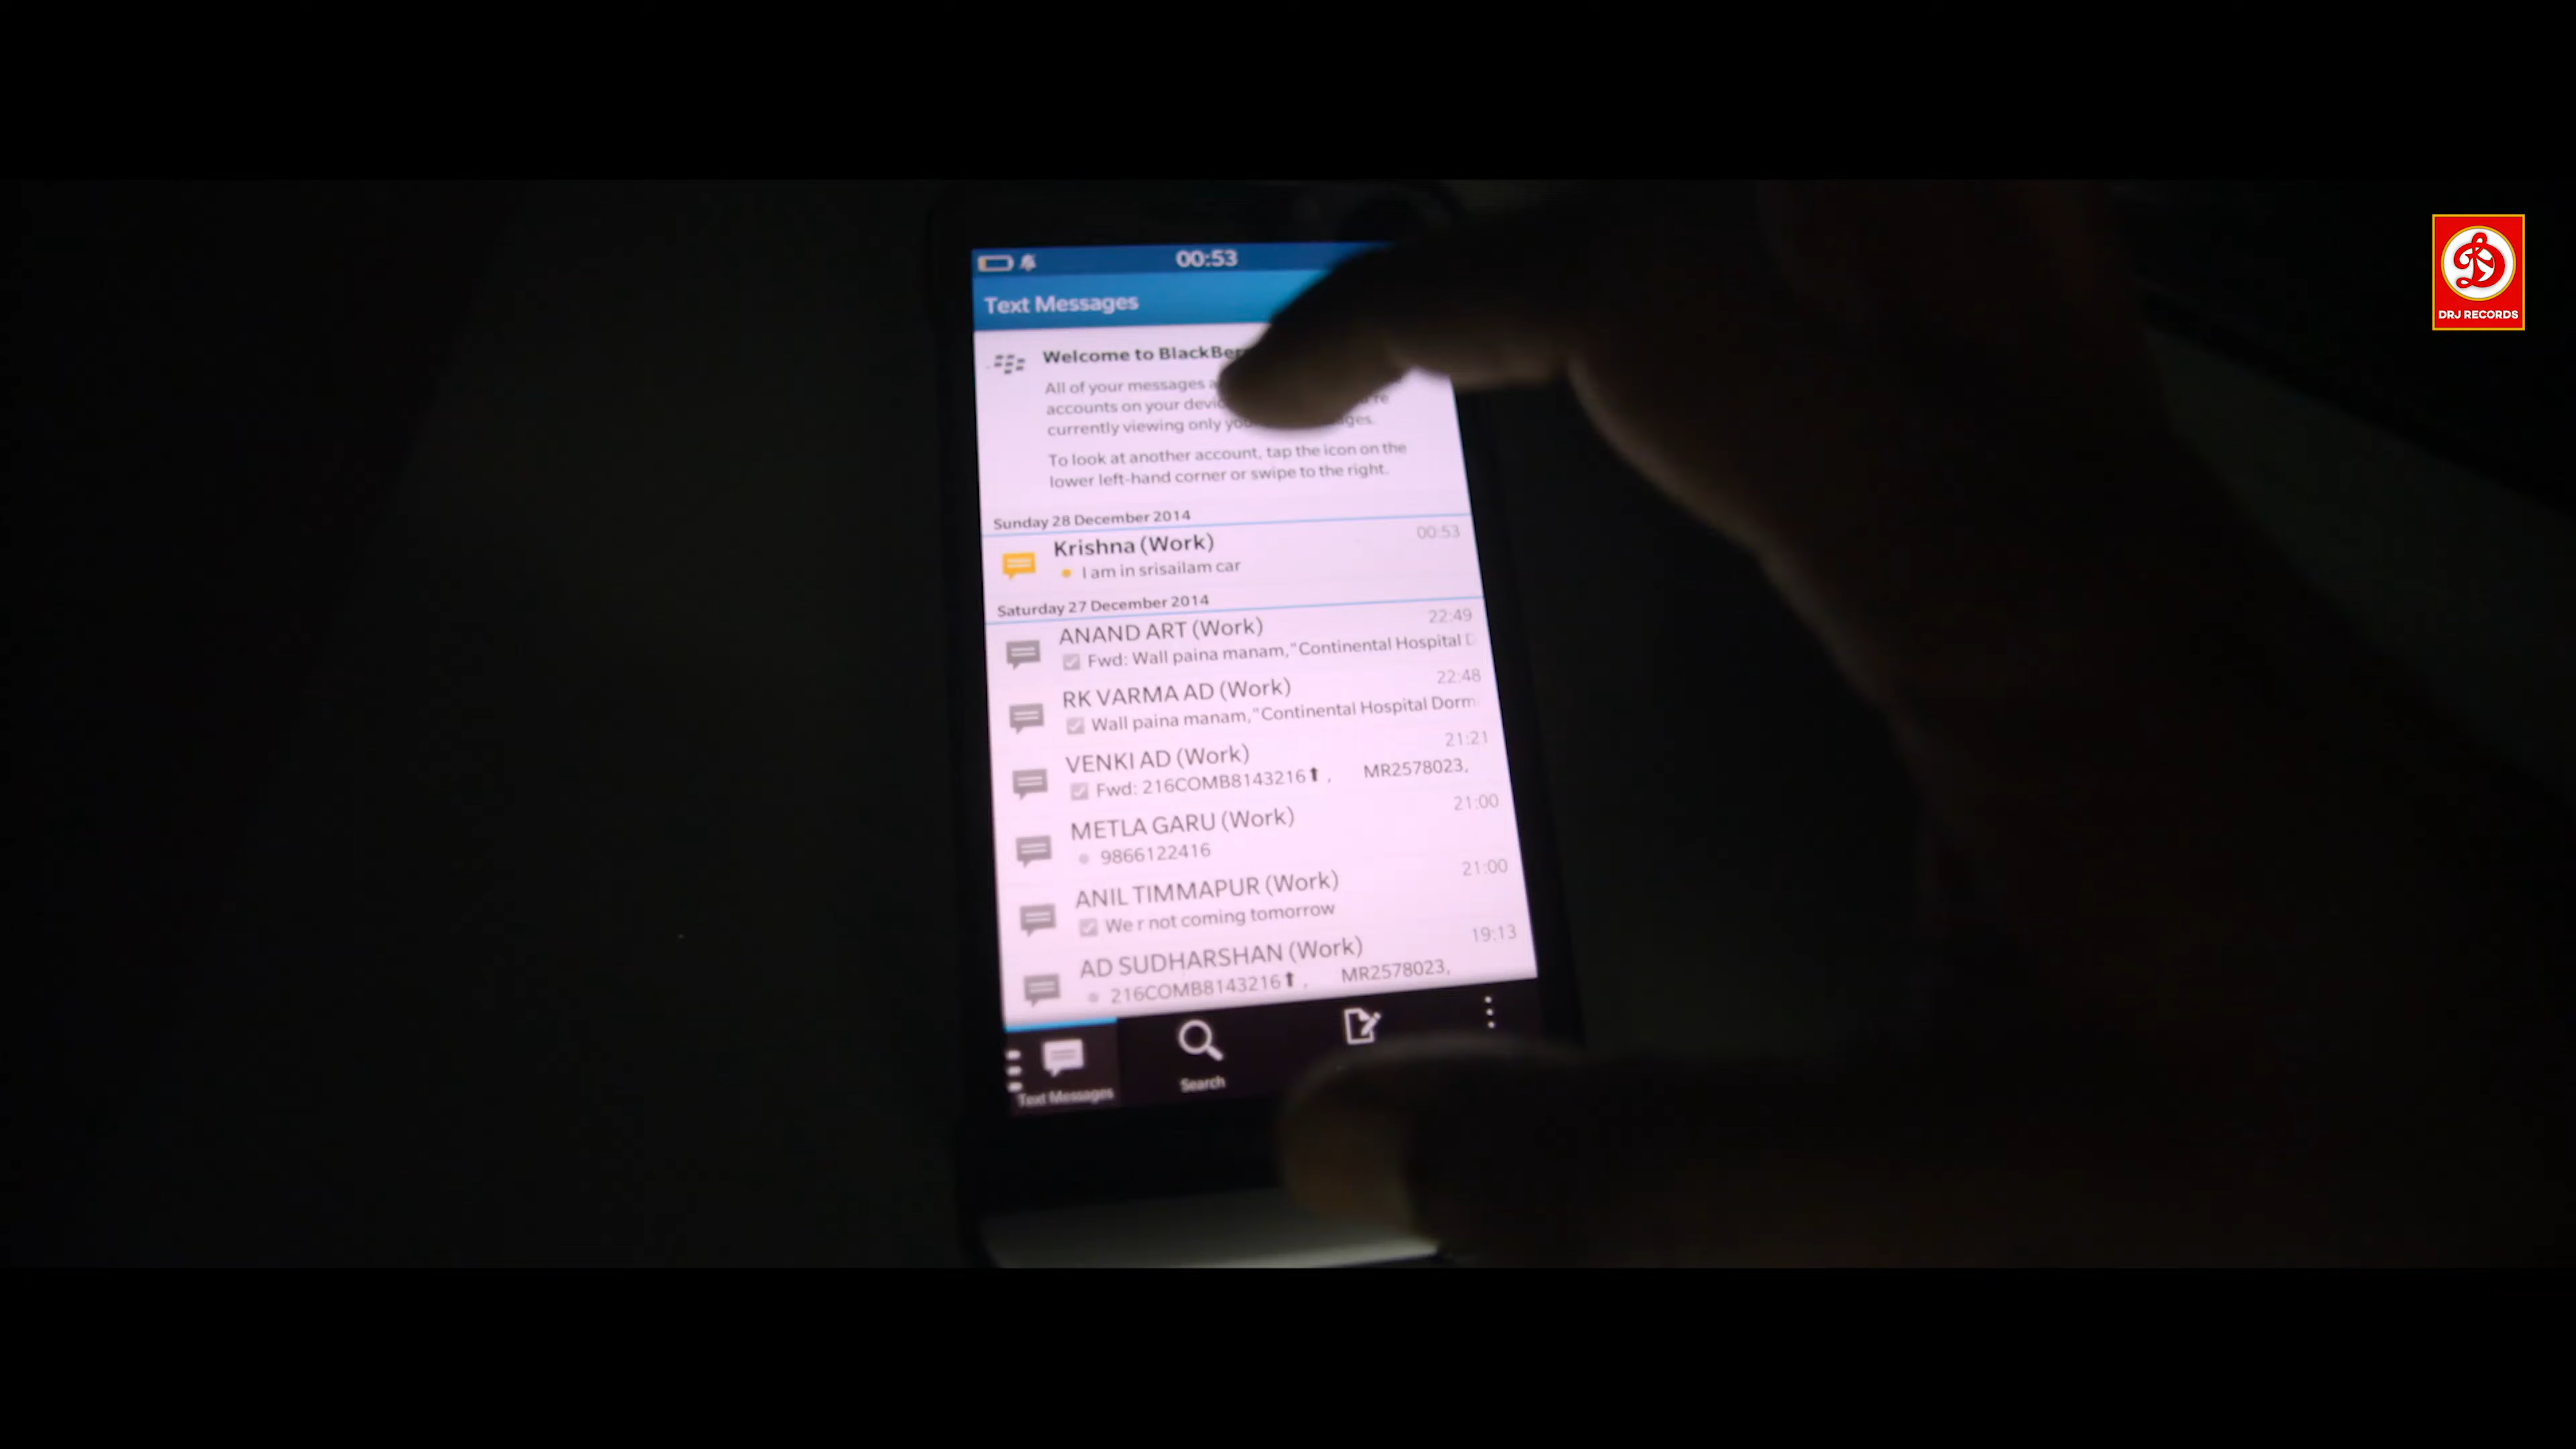 00:53
Text Messages
Welcome to BlackBer
All of your messages
accounts on your
currently viewing only
To look at another account, tap the icon on the
lower left-hand corner or swipe to the right.
Sunday 28 December 2014
Krishna (Work) 00:53
I am in srisailam car
Saturday 27 December 2014
ANAND ART (Work) 22:49
Fwd: Wall paina manam,"Continental Hospital
RK VARMA AD (Work) 22:48
Wall paina manam,"Continental Hospital Dorm
VENKI AD (Work) 21:21
Fwd: 216COMB8143216⬆, MR2578023,
METLA GARU (Work) 21:00
9866122416
ANIL TIMMAPUR (Work) 21:00
We r not coming tomorrow
AD SUDHARSHAN (Work) 19:13
216COMB8143216⬆, MR2578023,
Text Messages
Search
DRJ RECORDS